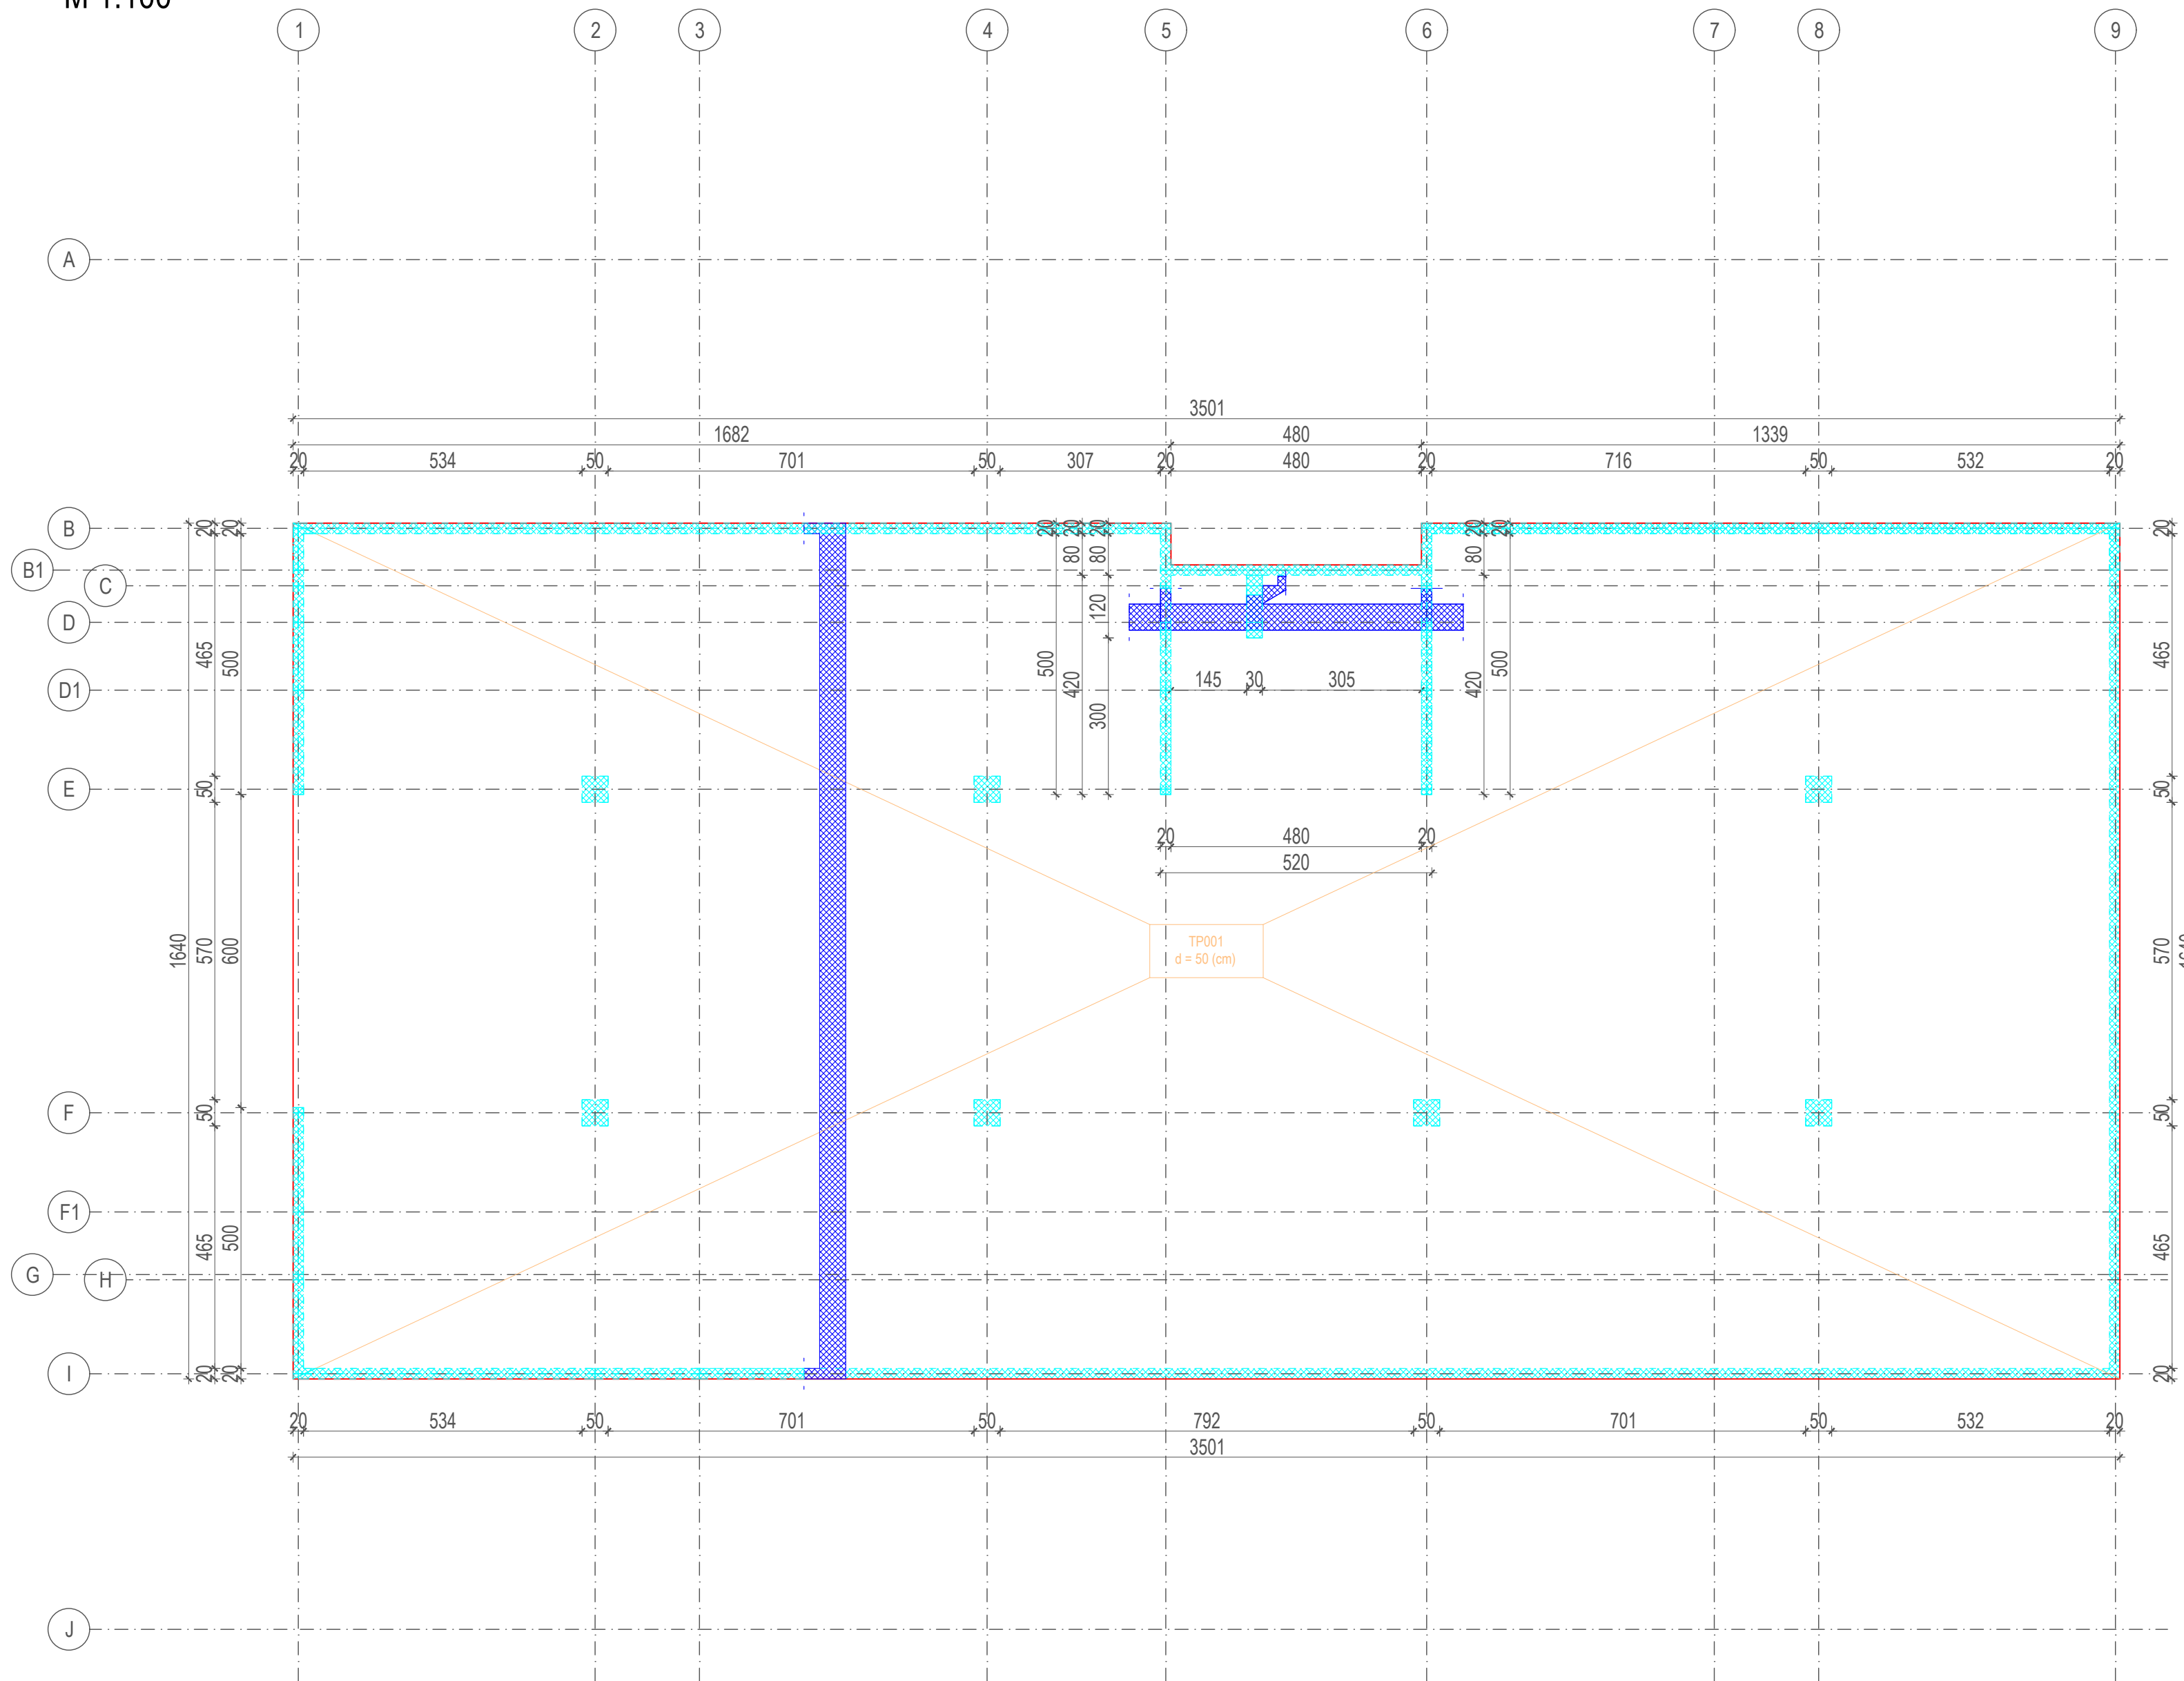 M 1:100
1 2 3 4 5 6 7 8 9
A
3501
1682 480 1339
20 534 50 701 50 307 20 480 20 716 50 532 20
B
B1
C
D
D1
E
F
F1
G
H
I
J
1640
20 465 50 570 50 465 20
20 500 600 500 20
20 500
20 80 420
20 80 120 300
145 30 305
20 80 420
20 500
20 480 20
520
TP001
d = 50 (cm)
20 465 50 570 50 465 20
1640
20 534 50 701 50 792 50 701 50 532 20
3501